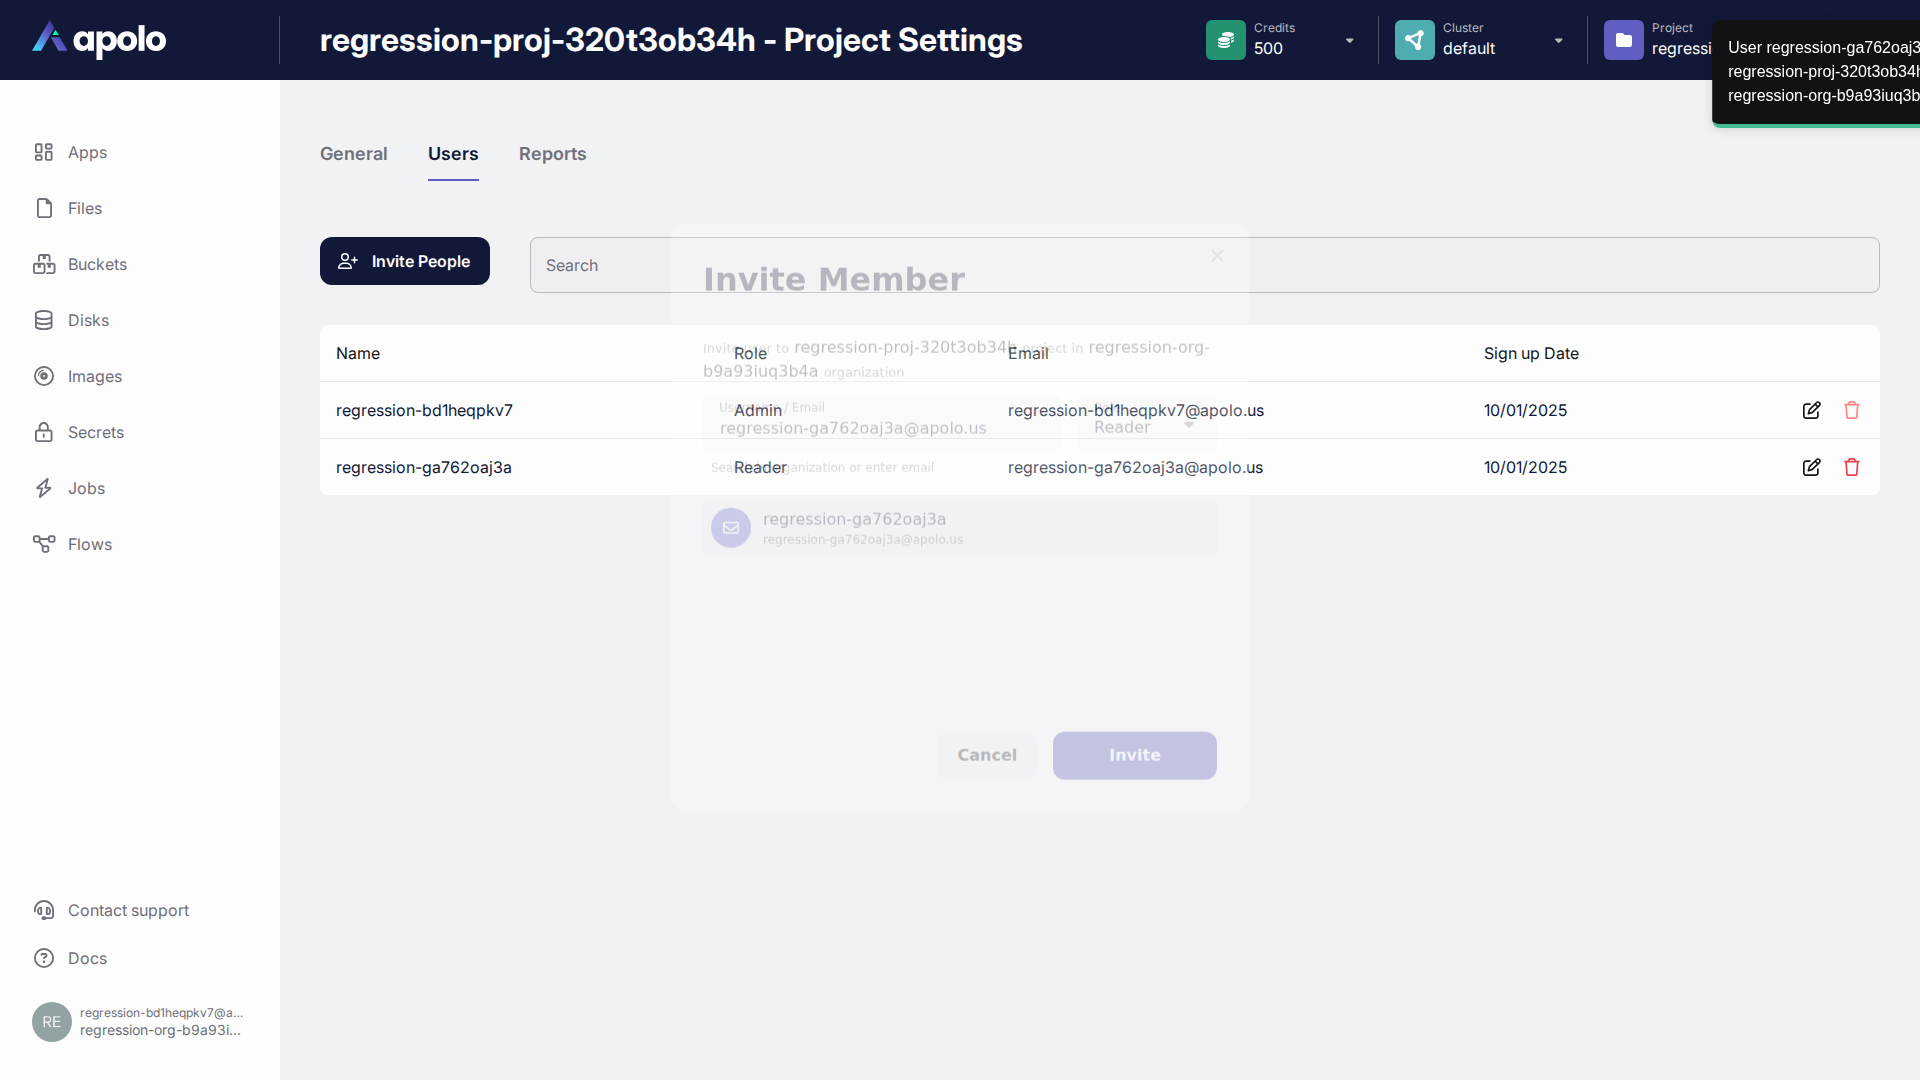 apolo
regression-proj-320t3ob34h - Project Settings
Credits
500
Cluster
default
Project
regressi
User regression-ga762oaj3
regression-proj-320t3ob34h
regression-org-b9a93iuq3b
Apps
Files
Buckets
Disks
Images
Secrets
Jobs
Flows
Contact support
Docs
RE
regression-bd1heqpkv7@a...
regression-org-b9a93i...
General Users Reports
Invite People
Search
Name Role Email Sign up Date
regression-bd1heqpkv7 Admin regression-bd1heqpkv7@apolo.us 10/01/2025
regression-ga762oaj3a Reader regression-ga762oaj3a@apolo.us 10/01/2025
Invite Member
Invite user to regression-proj-320t3ob34h project in regression-org-
b9a93iuq3b4a organization
Username / Email
regression-ga762oaj3a@apolo.us
Reader
Search organization or enter email
regression-ga762oaj3a
regression-ga762oaj3a@apolo.us
Cancel
Invite